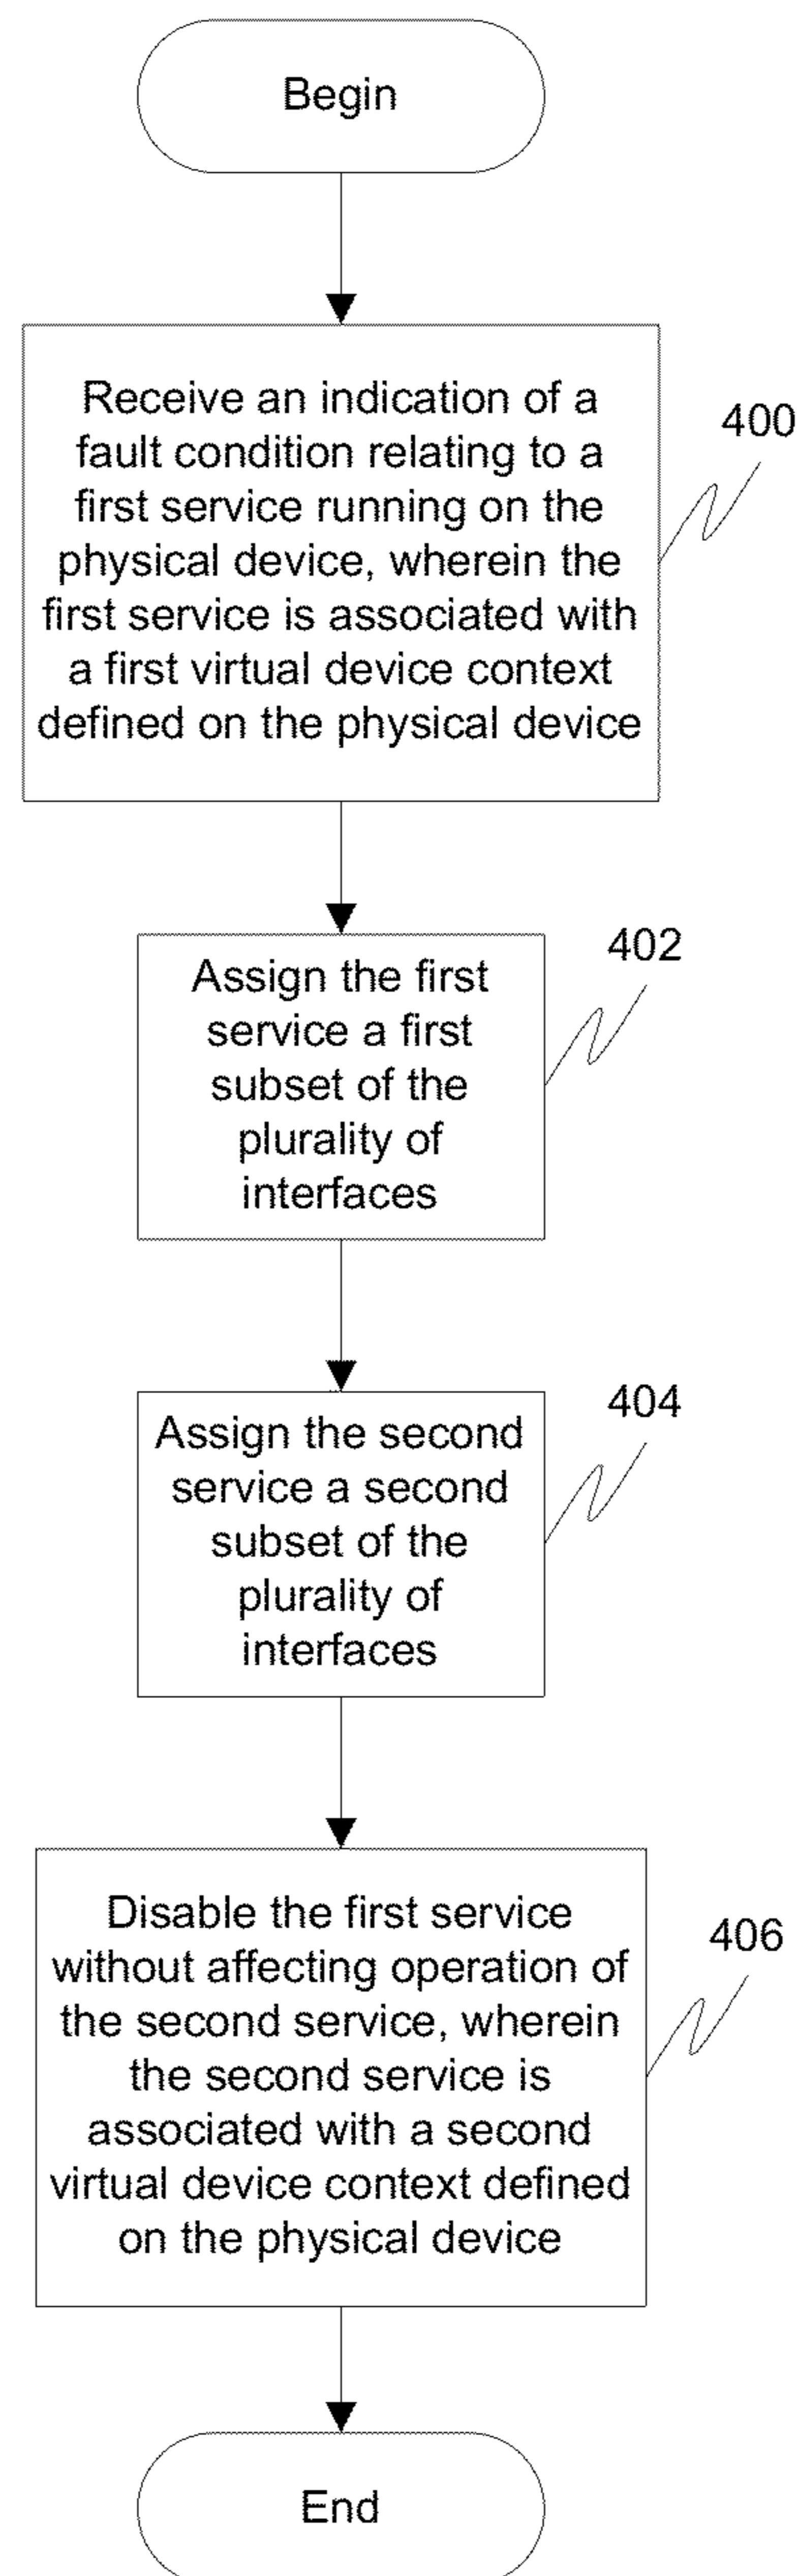 Begin
Receive an indication of a
fault condition relating to a
first service running on the
physical device, wherein the
first service is associated with
a first virtual device context
defined on the physical device
400
Assign the first
service a first
subset of the
plurality of
interfaces
402
Assign the second
service a second
subset of the
plurality of
interfaces
404
Disable the first service
without affecting operation of
the second service, wherein
the second service is
associated with a second
virtual device context defined
on the physical device
406
End